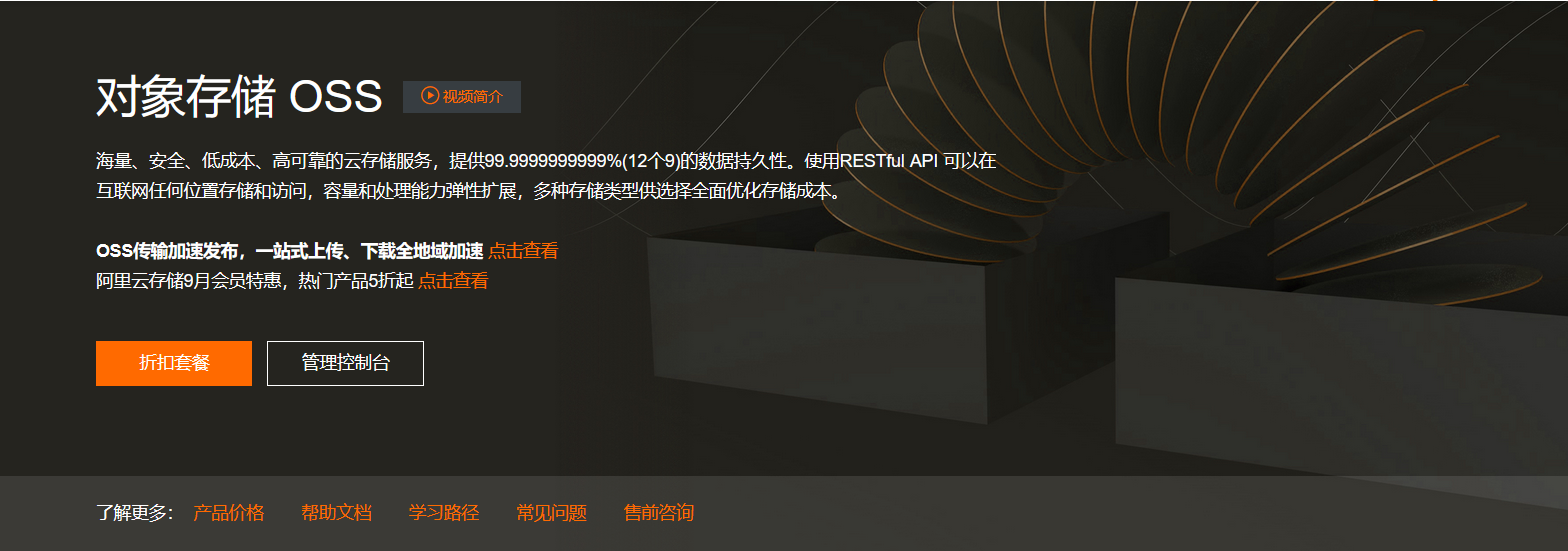 对象存储 OSS 视频简介
海量、安全、低成本、高可靠的云存储服务，提供99.9999999999%(12个9)的数据持久性。使用RESTful API 可以在
互联网任何位置存储和访问，容量和处理能力弹性扩展，多种存储类型供选择全面优化存储成本。
OSS传输加速发布，一站式上传、下载全地域加速 点击查看
阿里云存储9月会员特惠，热门产品5折起 点击查看
折扣套餐 管理控制台
了解更多： 产品价格 帮助文档 学习路径 常见问题 售前咨询